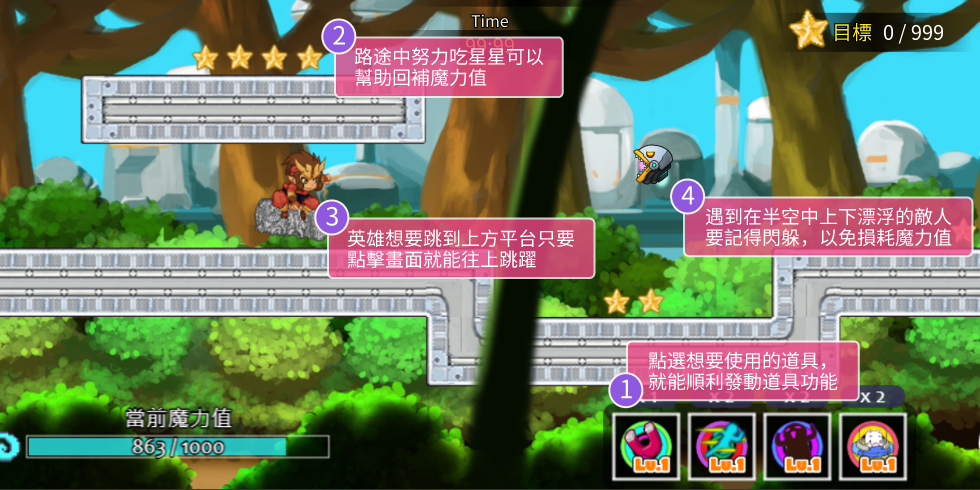 Time
目標 0 / 999
2
路途中努力吃星星可以
幫助回補魔力值
3
英雄想要跳到上方平台只要
點擊畫面就能往上跳躍
4
遇到在半空中上下漂浮的敵人
要記得閃躲，以免損耗魔力值
1
點選想要使用的道具，
就能順利發動道具功能
x 2
當前魔力值
863/1000
Lv.1 Lv.1 Lv.1 Lv.1